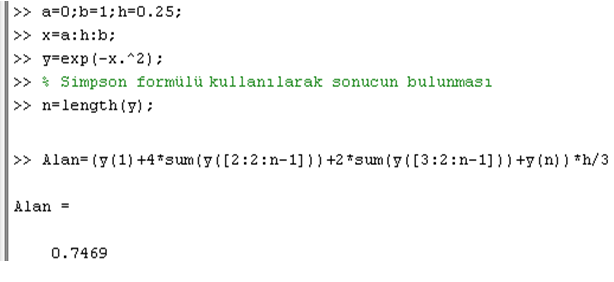 >> a=0;b=1;h=0.25;
>> x=a:h:b;
>> y=exp(-x.^2);
>> % Simpson formülü kullanılarak sonucun bulunması
>> n=length(y);
>> Alan=(y(1)+4*sum(y([2:2:n-1]))+2*sum(y([3:2:n-1]))+y(n))*h/3
Alan =
0.7469